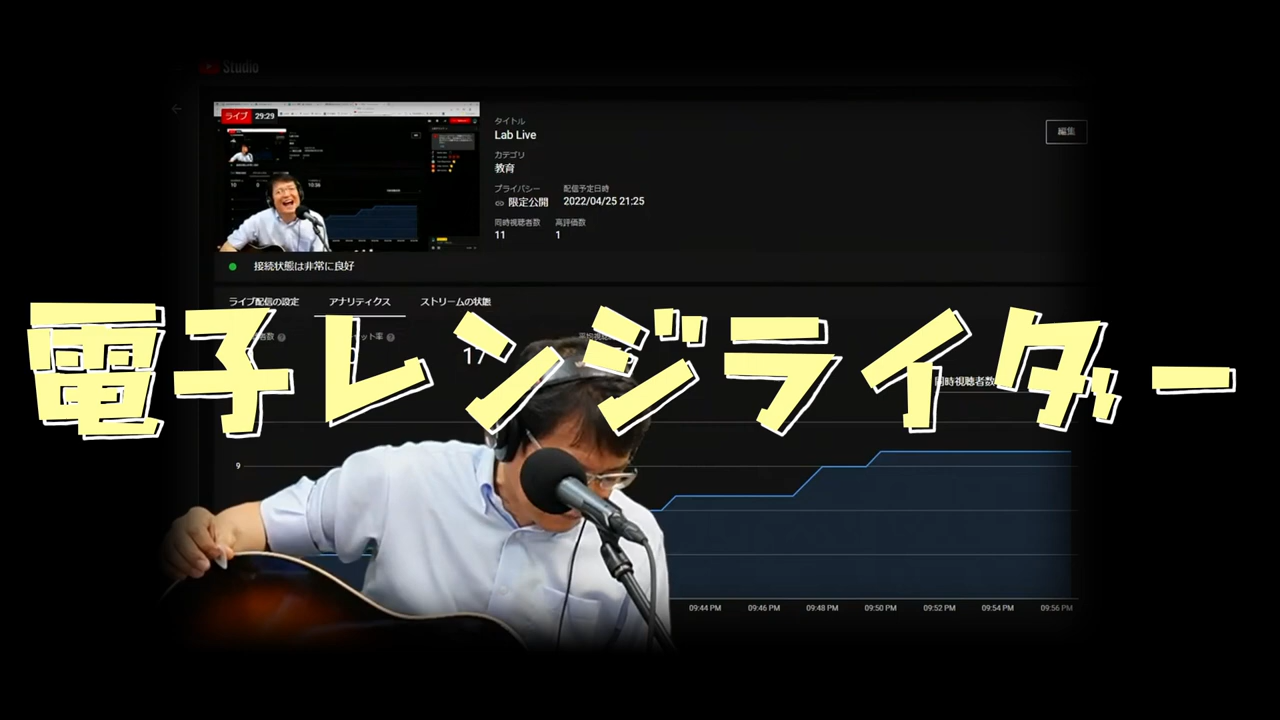 Studio
ライブ 29:29
タイトル
Lab Live
編集
カテゴリ
教育
プライバシー 配信予定日時
限定公開 2022/04/25 21:25
同時視聴者数 高評価数
11 1
接続状態は非常に良好
ライブ配信の設定 アナリティクス ストリームの状態
電子レンジライダー
17
同時視聴者数
9
09:44 PM 09:46 PM 09:48 PM 09:50 PM 09:52 PM 09:54 PM 09:56 PM